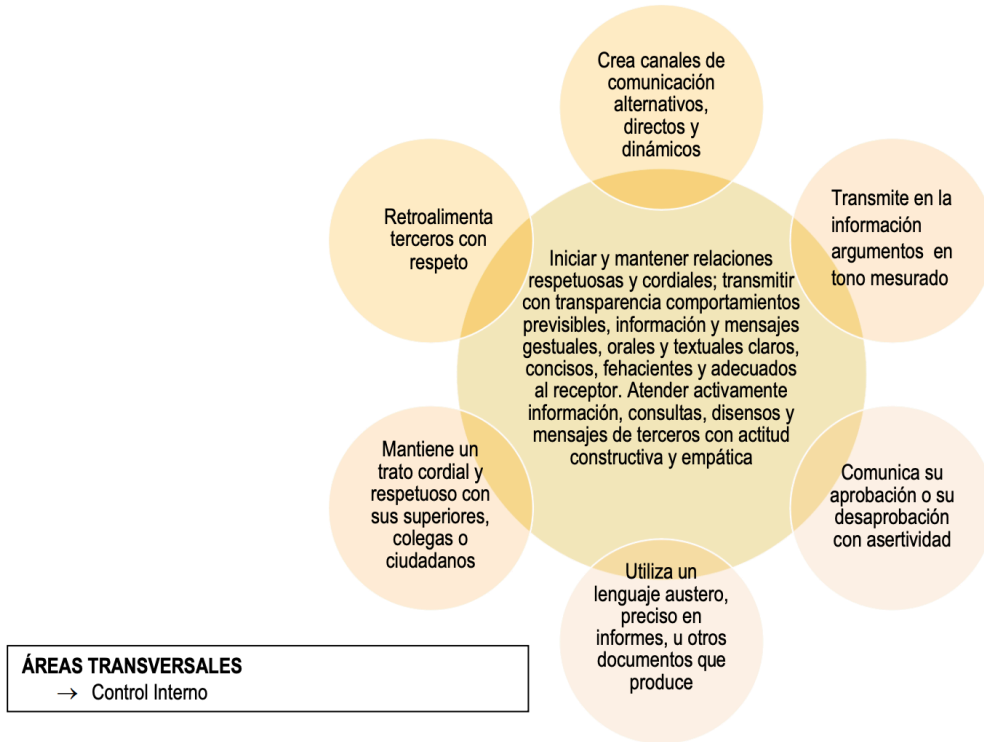 Crea canales de
comunicación
alternativos,
directos y
dinámicos
Transmite en la
información
argumentos en
tono mesurado
Retroalimenta
terceros con
respeto
Iniciar y mantener relaciones
respetuosas y cordiales; transmitir
con transparencia comportamientos
previsibles, información y mensajes
gestuales, orales y textuales claros,
concisos, fehacientes y adecuados
al receptor. Atender activamente
información, consultas, disensos y
mensajes de terceros con actitud
constructiva y empática
Mantiene un
trato cordial y
respetuoso con
sus superiores,
colegas o
ciudadanos
Comunica su
aprobación o su
desaprobación
con asertividad
Utiliza un
lenguaje austero,
preciso en
informes, u otros
documentos que
produce
ÁREAS TRANSVERSALES
→ Control Interno